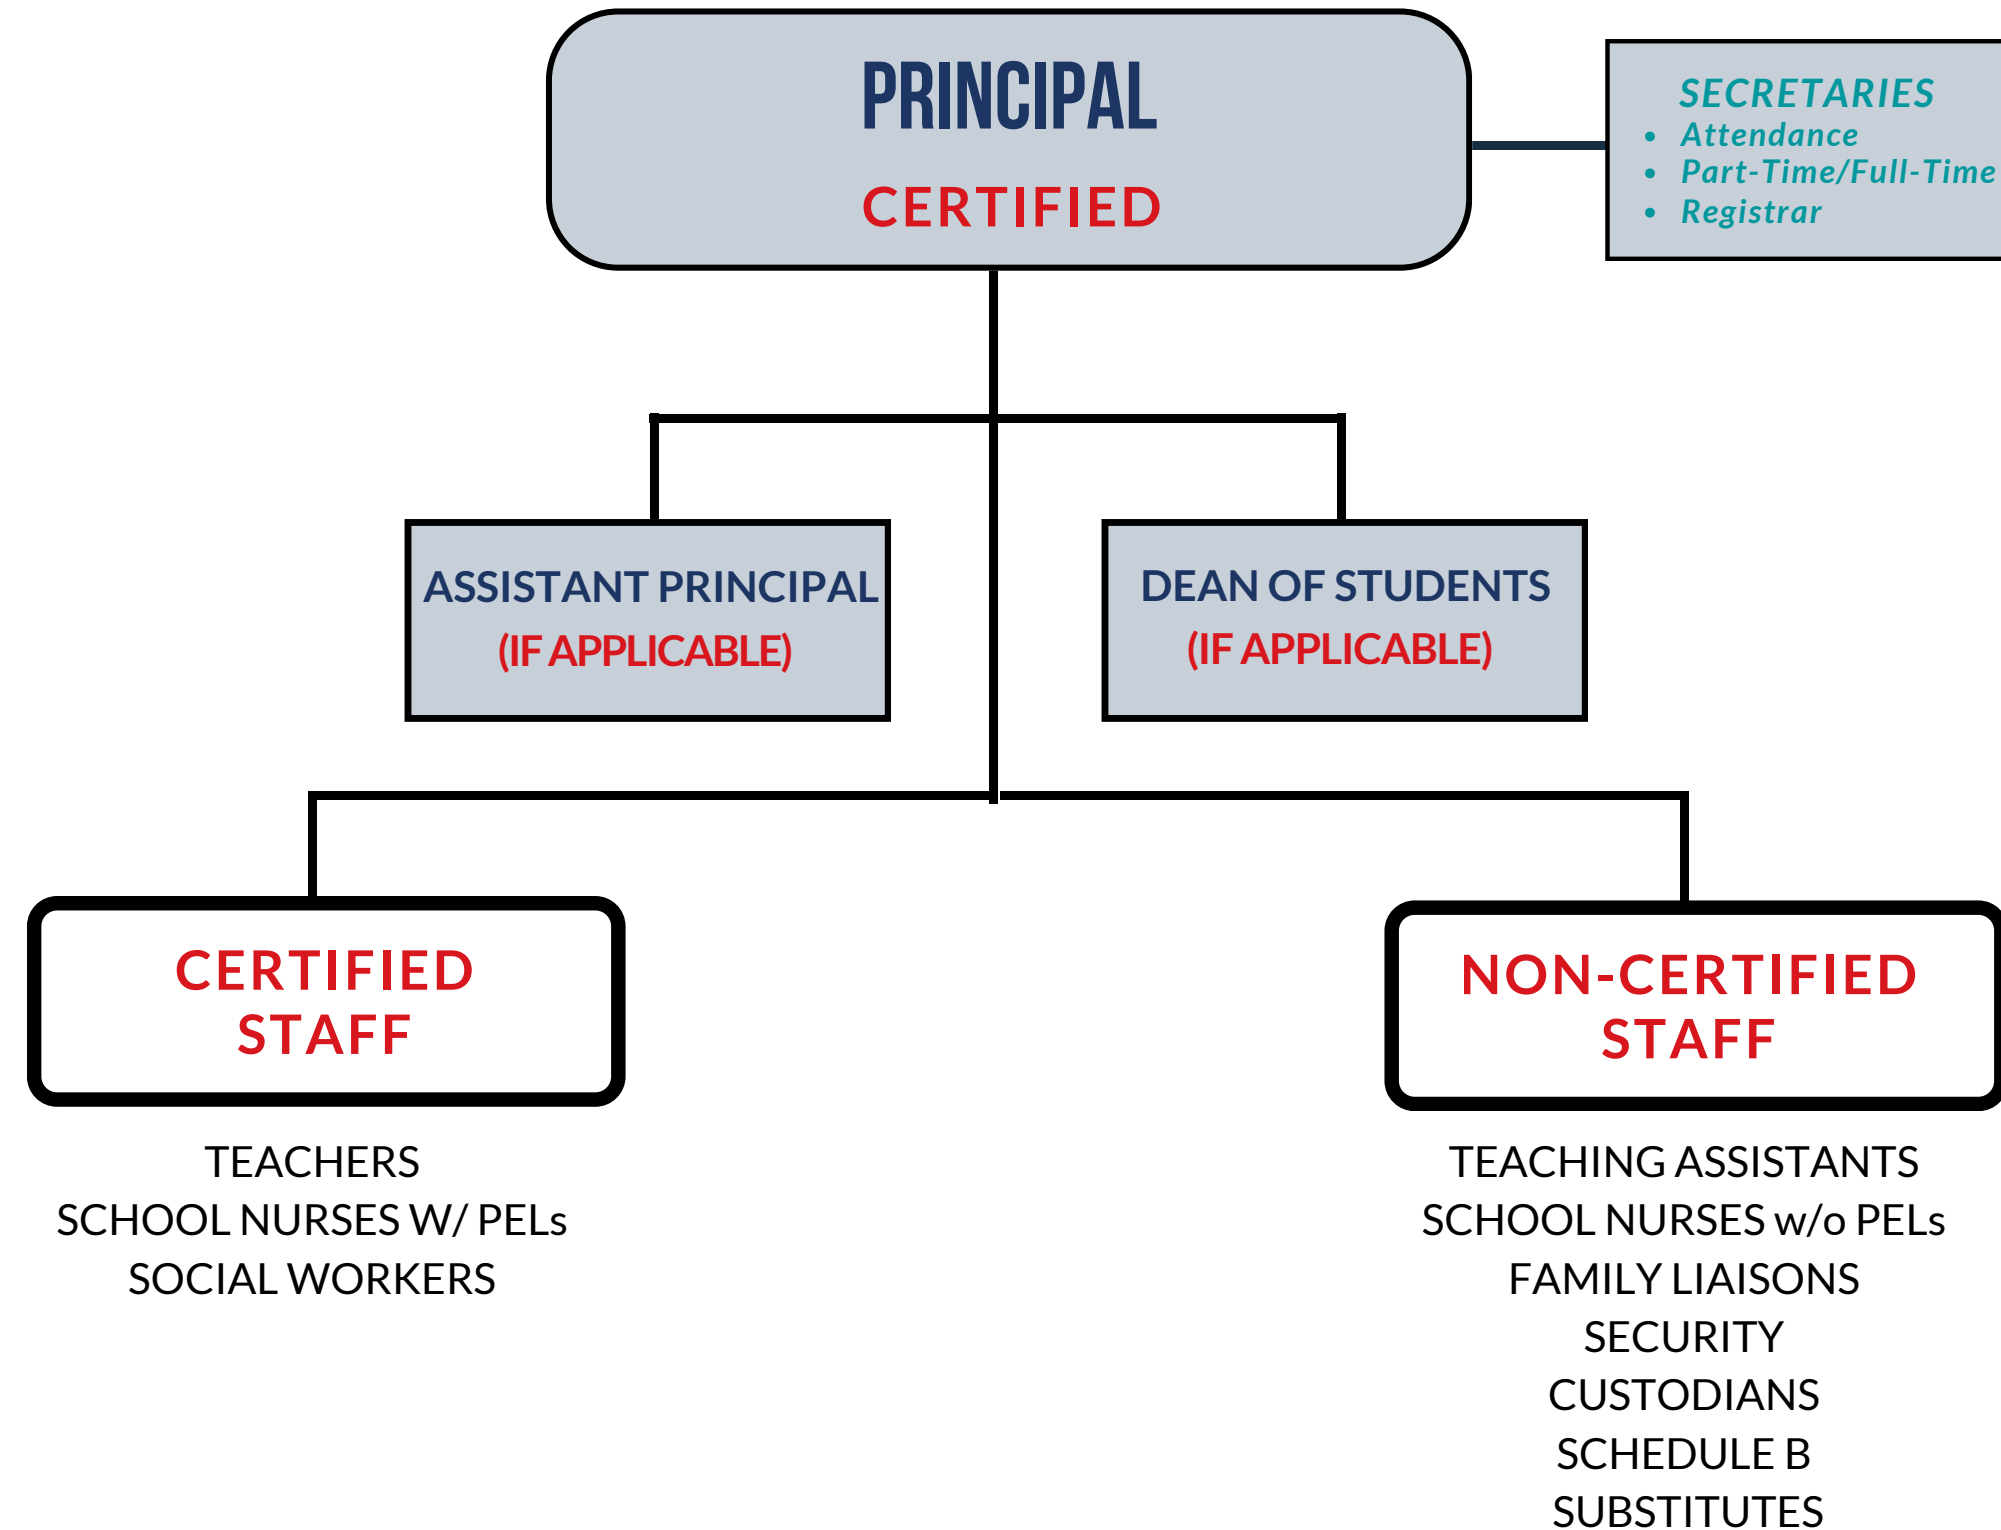 PRINCIPAL
CERTIFIED
SECRETARIES
• Attendance
• Part-Time/Full-Time
• Registrar
ASSISTANT PRINCIPAL
(IF APPLICABLE)
DEAN OF STUDENTS
(IF APPLICABLE)
CERTIFIED
STAFF
TEACHERS
SCHOOL NURSES W/ PELs
SOCIAL WORKERS
NON-CERTIFIED
STAFF
TEACHING ASSISTANTS
SCHOOL NURSES w/o PELs
FAMILY LIAISONS
SECURITY
CUSTODIANS
SCHEDULE B
SUBSTITUTES